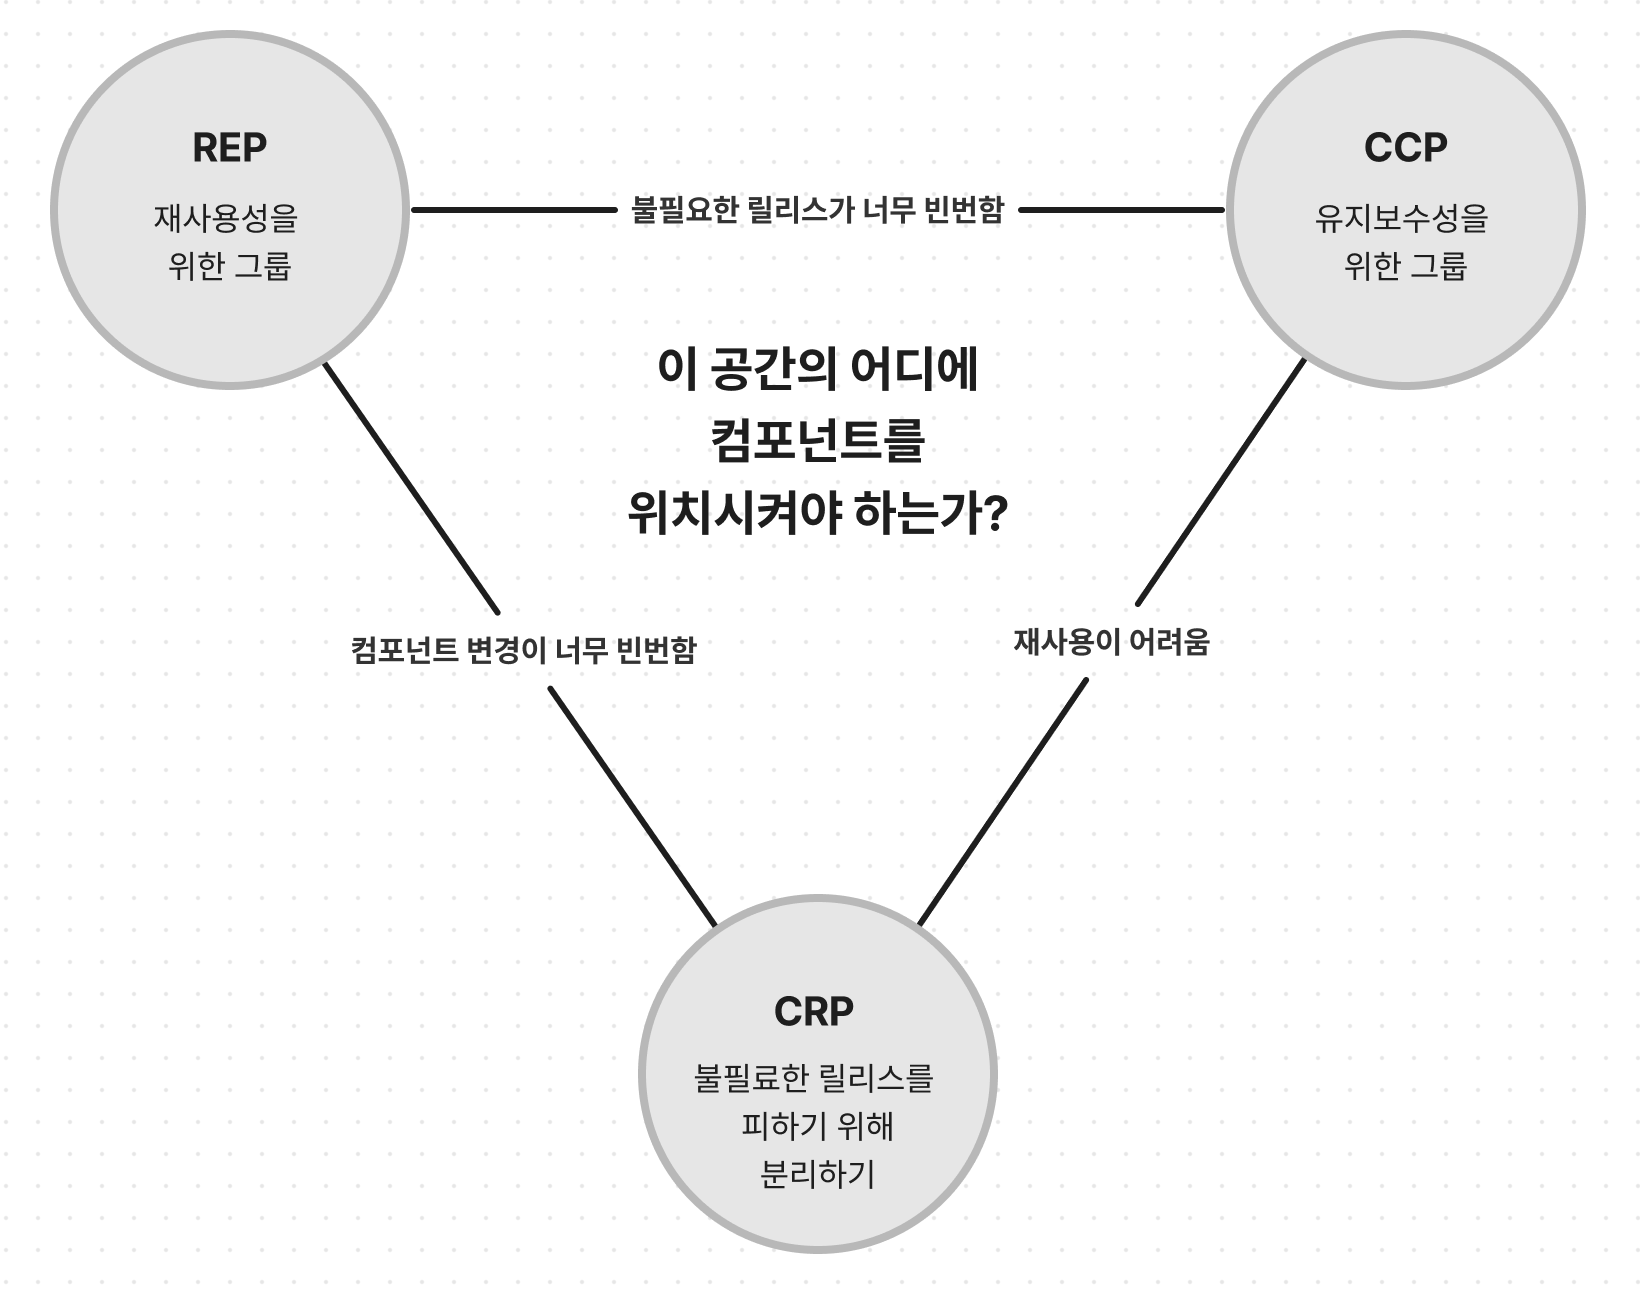 REP
재사용성을
위한 그룹
불필요한 릴리스가 너무 빈번함
CCP
유지보수성을
위한 그룹
이 공간의 어디에
컴포넌트를
위치시켜야 하는가?
컴포넌트 변경이 너무 빈번함
재사용이 어려움
CRP
불필료한 릴리스를
피하기 위해
분리하기